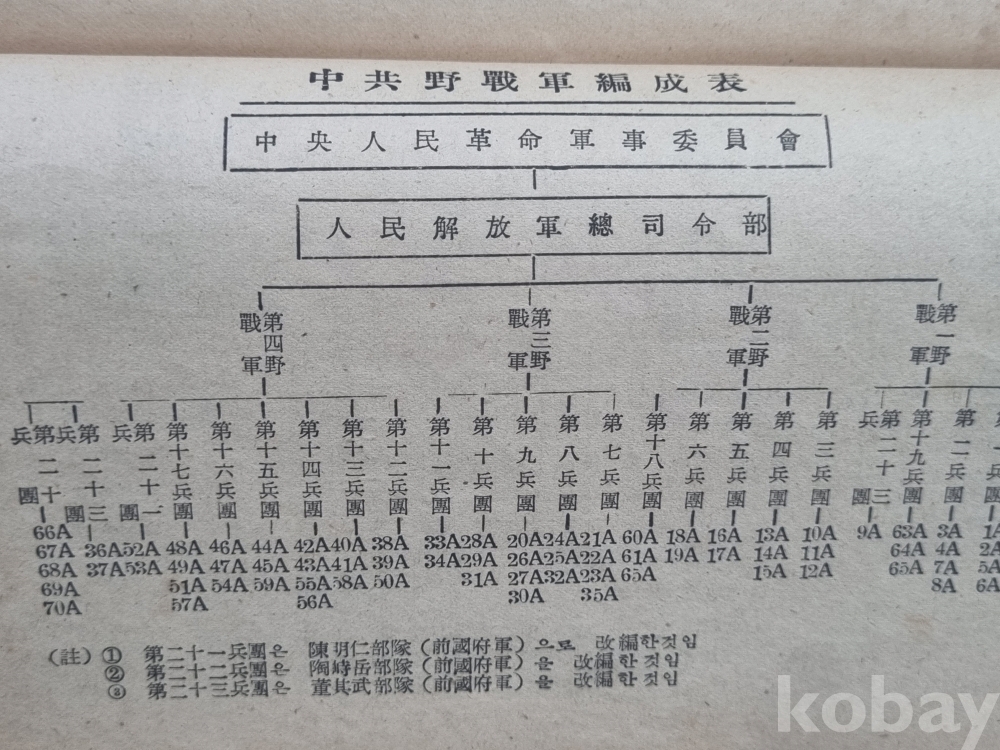 中共野戰軍編成表
中央人民革命軍事委員會
人民解放軍總司令部
第四野戰軍 第三野戰軍 第二野戰軍 第一野戰軍
第二十兵團 第二十三兵團 第二十一兵團 第十七兵團 第十六兵團 第十五兵團 第十四兵團 第十三兵團 第十二兵團 第十一兵團 第十兵團 第九兵團 第八兵團 第七兵團 第十八兵團 第六兵團 第五兵團 第四兵團 第三兵團 第二十二兵團 第十九兵團 第二兵團
66A 36A 52A 48A 46A 44A 42A 40A 38A 33A 28A 20A 24A 21A 60A 18A 16A 13A 10A 9A 63A 3A
67A 37A 53A 49A 47A 45A 43A 41A 39A 34A 29A 26A 25A 22A 61A 19A 17A 14A 11A 64A 4A
68A 51A 54A 59A 55A 58A 50A 31A 27A 32A 23A 65A 15A 12A 65A 7A
69A 57A 56A 30A 35A 8A
70A
(註) ① 第二十一兵團은 陳明仁部隊(前國府軍)으로 改編한것임
② 第二十二兵團은 陶峙岳部隊(前國府軍)을 改編한것임
③ 第二十三兵團은 董其武部隊(前國府軍)을 改編한것임
kobay